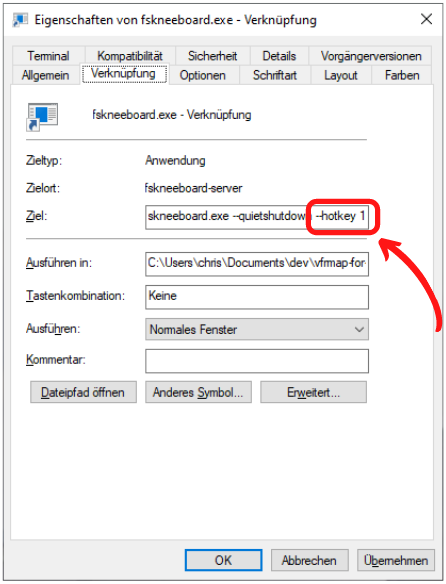 Eigenschaften von fskneeboard.exe - Verknüpfung
Terminal Kompatibilität Sicherheit Details Vorgängerversionen
Allgemein Verknüpfung Optionen Schriftart Layout Farben
fskneeboard.exe - Verknüpfung
Zieltyp: Anwendung
Zielort: fskneeboard-server
Ziel: skneeboard.exe --quietshutdown --hotkey 1
Ausführen in: C:\Users\chris\Documents\dev\vfrmap-for-
Tastenkombination: Keine
Ausführen: Normales Fenster
Kommentar:
Dateipfad öffnen Anderes Symbol... Erweitert...
OK Abbrechen Übernehmen